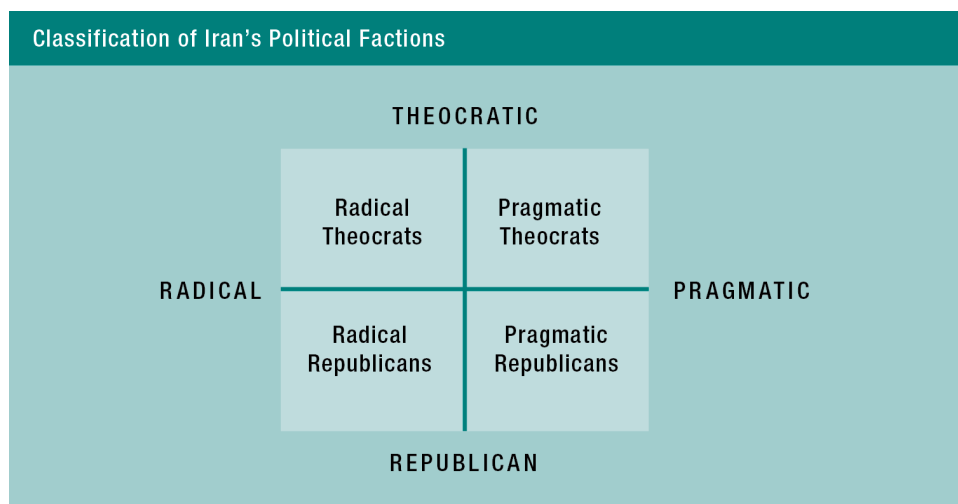 Classification of Iran’s Political Factions
THEOCRATIC
Radical
Theocrats
Pragmatic
Theocrats
RADICAL
PRAGMATIC
Radical
Republicans
Pragmatic
Republicans
REPUBLICAN